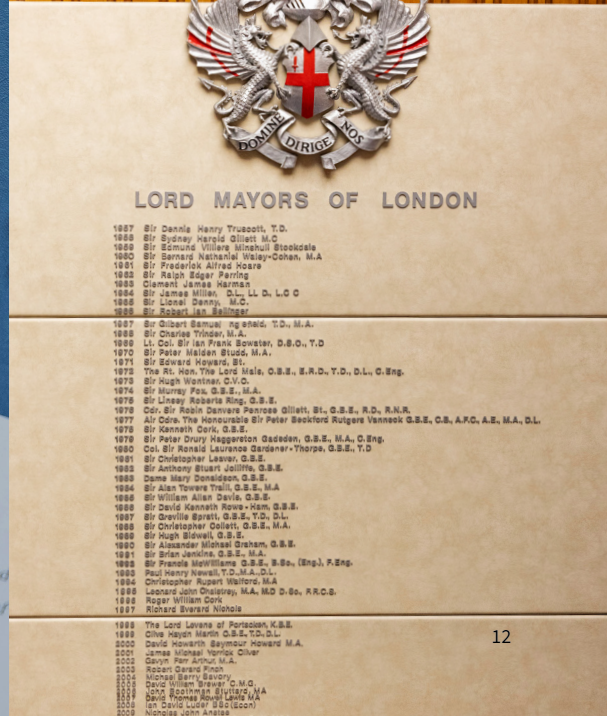 DOMINE DIRIGE NOS
LORD MAYORS OF LONDON
1957 Sir Dennis Henry Truscott, T.D.
1958 Sir Sydney Harold Gillett M.C
1959 Sir Edmund Villiers Minshull Stockdale
1960 Sir Bernard Nathaniel Waley-Cohen, M.A
1961 Sir Frederick Alfred Hoare
1962 Sir Ralph Edgar Perring
1963 Clement James Harman
1964 Sir James Miller, D.L., LL D., L.C C
1965 Sir Lionel Denny, M.C.
1966 Sir Robert Ian Bellinger
1967 Sir Gilbert Samuel T.D., M.A.
1968 Sir Charles Trinder, M.A.
1969 Lt. Col. Sir Ian Frank Bowater, D.S.O., T.D
1970 Sir Peter Malden Studd, M.A.
1971 Sir Edward Howard, Bt.
1972 The Rt. Hon. The Lord Mais, O.B.E., E.R.D., T.D., D.L., C.Eng.
1973 Sir Hugh Wontner, C.V.O.
1974 Sir Murray Fox, G.B.E., M.A.
1975 Sir Lindsay Roberts Ring, G.B.E.
1976 Cdr. Sir Robin Danvers Penrose Gillett, Bt., G.B.E., R.D., R.N.R.
1977 Air Cdre. The Honourable Sir Peter Beckford Rutgers Vanneck G.B.E., C.B., A.F.C., A.E., M.A., D.L.
1978 Sir Kenneth Cork, G.B.E.
1979 Sir Peter Drury Haggerston Gadsden, G.B.E., M.A., C.Eng.
1980 Col. Sir Ronald Laurence Gardener-Thorpe, G.B.E., T.D
1981 Sir Christopher Leaver, G.B.E.
1982 Sir Anthony Stuart Jolliffe, G.B.E.
1983 Dame Mary Donaldson, G.B.E.
1984 Sir Alan Towers Traill, G.B.E., M.A
1985 Sir William Allan Davis, G.B.E.
1986 Sir David Kenneth Rowe-Ham, G.B.E.
1987 Sir Greville Spratt, G.B.E., T.D., D.L.
1988 Sir Christopher Collett, G.B.E., M.A.
1989 Sir Hugh Bidwell, G.B.E.
1990 Sir Alexander Michael Graham, G.B.E.
1991 Sir Brian Jenkins, G.B.E., M.A.
1992 Sir Francis McWilliams G.B.E., B.Sc., (Eng.), F.Eng.
1993 Paul Henry Newall, T.D.,M.A.,D.L.
1994 Christopher Rupert Walford, M.A
1995 Leonard John Chalstrey, M.A., M.D D.Sc., F.R.C.S.
1996 Roger William Cork
1997 Richard Everard Nichols
1998 The Lord Levene of Portsoken, K.B.E.
1999 Clive Haydn Martin O.B.E.,T.D.,D.L.
2000 David Howarth Seymour Howard M.A.
2001 James Michael Yorrick Oliver
2002 Gavyn Farr Arthur, M.A.
2003 Robert Gerard Finch
2004 Michael Berry Savory
2005 David William Brewer C.M.G.
2006 John Boothman Stuttard, MA
2007 David Thomas Rowell Lewis MA
2008 Ian David Luder BSc(Econ)
2009 Nicholas John Anstee
12